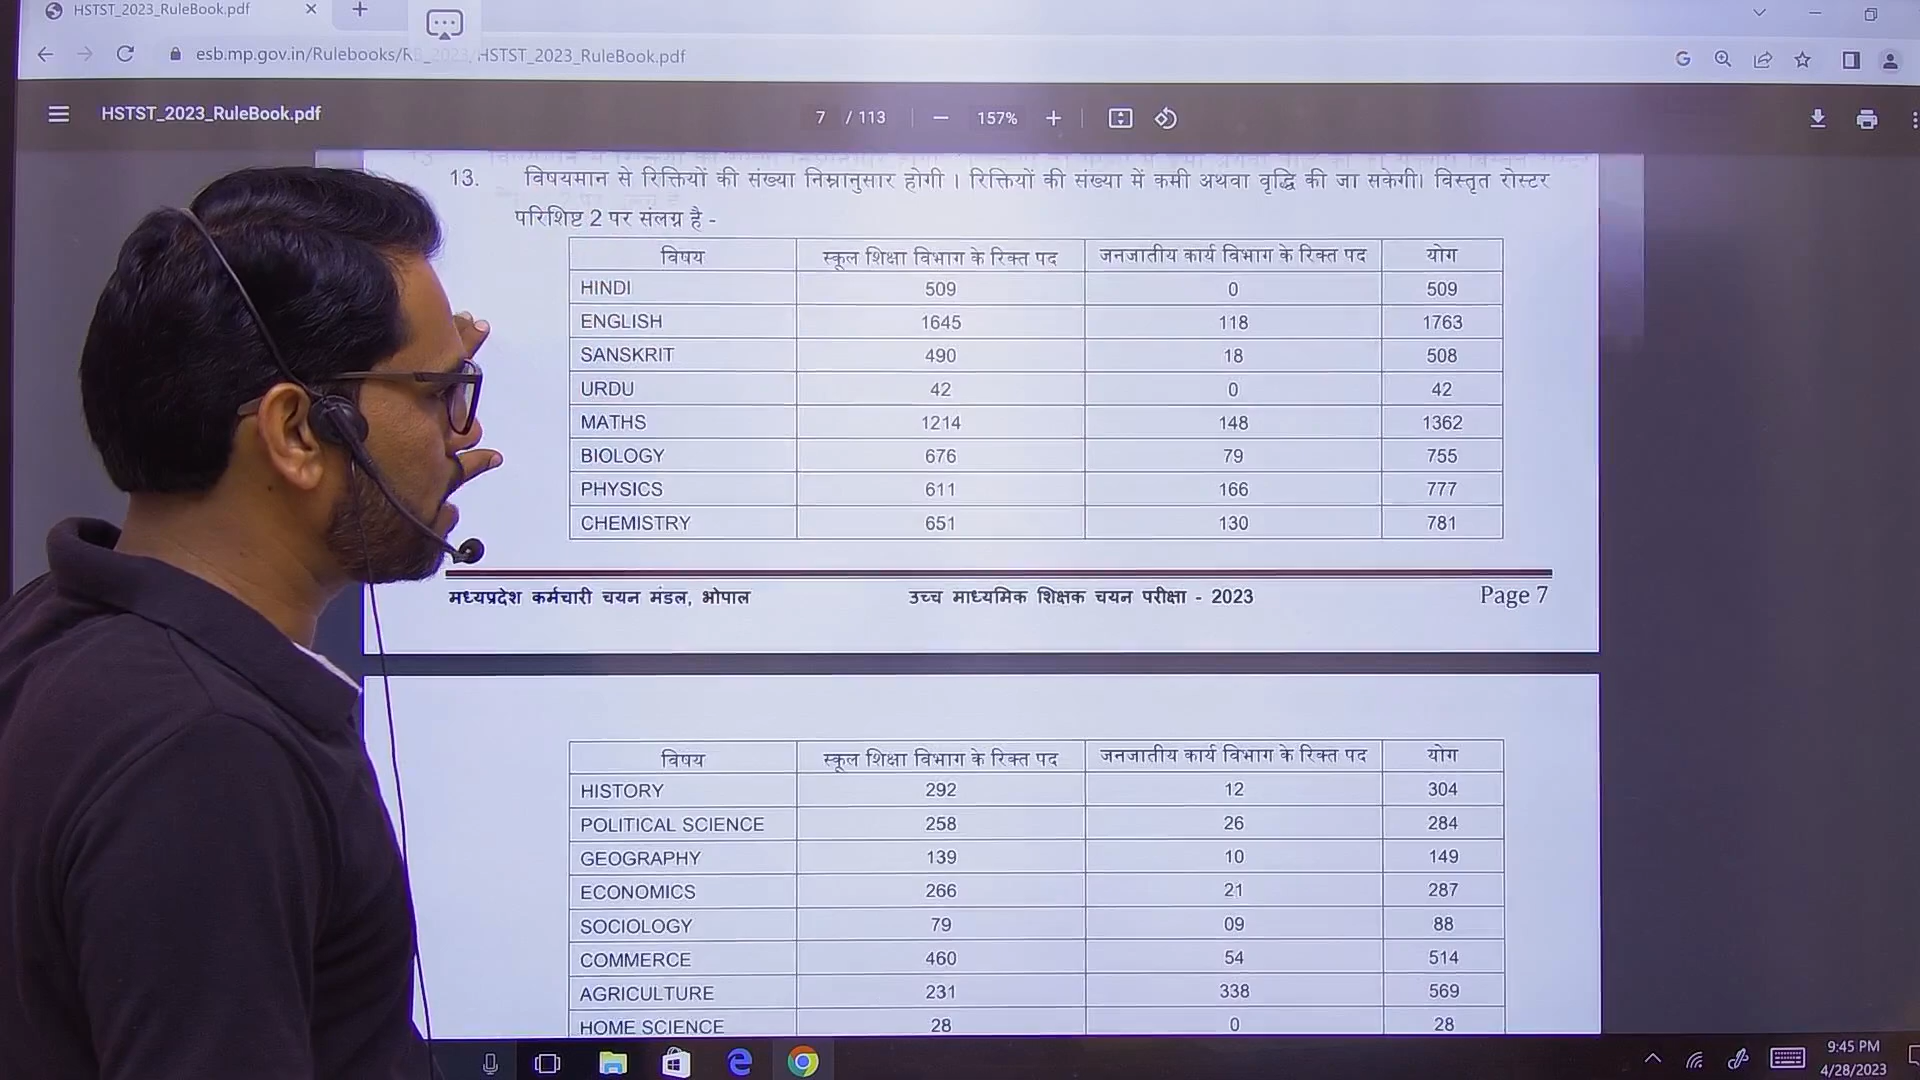 HSTST_2023_RuleBook.pdf
esb.mp.gov.in/Rulebooks/RB_2023/HSTST_2023_RuleBook.pdf
HSTST_2023_RuleBook.pdf 7 / 113 157%
13. विषयमान से रिक्तियों की संख्या निम्नानुसार होगी । रिक्तियों की संख्या में कमी अथवा वृद्धि की जा सकेगी। विस्तृत रोस्टर
परिशिष्ट 2 पर संलग्न है -
विषय स्कूल शिक्षा विभाग के रिक्त पद जनजातीय कार्य विभाग के रिक्त पद योग
HINDI 509 0 509
ENGLISH 1645 118 1763
SANSKRIT 490 18 508
URDU 42 0 42
MATHS 1214 148 1362
BIOLOGY 676 79 755
PHYSICS 611 166 777
CHEMISTRY 651 130 781
मध्यप्रदेश कर्मचारी चयन मंडल, भोपाल उच्च माध्यमिक शिक्षक चयन परीक्षा - 2023 Page 7
विषय स्कूल शिक्षा विभाग के रिक्त पद जनजातीय कार्य विभाग के रिक्त पद योग
HISTORY 292 12 304
POLITICAL SCIENCE 258 26 284
GEOGRAPHY 139 10 149
ECONOMICS 266 21 287
SOCIOLOGY 79 09 88
COMMERCE 460 54 514
AGRICULTURE 231 338 569
HOME SCIENCE 28 0 28
9:45 PM
4/28/2023